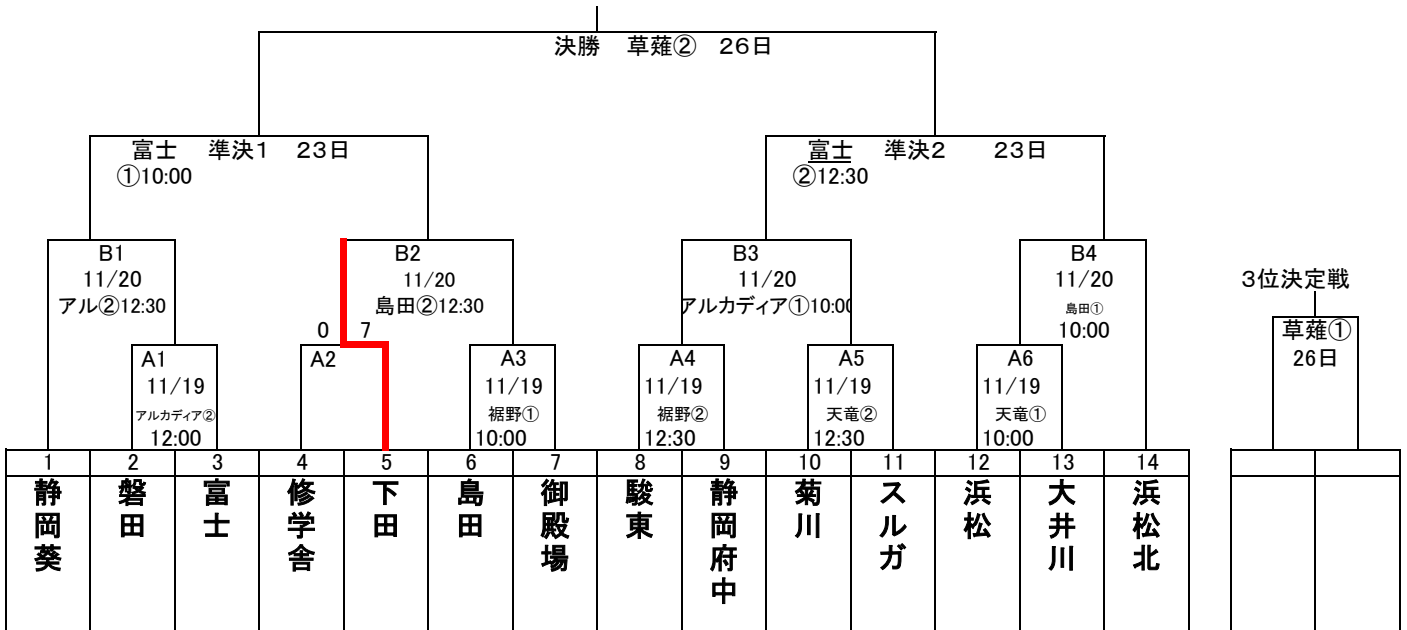 決勝 草薙② 26日
富士 準決1 23日
①10:00
富士 準決2 23日
②12:30
B1
11/20
アル②12:30
B2
11/20
島田②12:30
B3
11/20
アルカディア①10:00
B4
11/20
島田①
10:00
3位決定戦
草薙①
26日
0 7
A1
11/19
アルカディア②
12:00
A2
A3
11/19
裾野①
10:00
A4
11/19
裾野②
12:30
A5
11/19
天竜②
12:30
A6
11/19
天竜①
10:00
1 2 3 4 5 6 7 8 9 10 11 12 13 14
静岡葵
磐田
富士
修学舎
下田
島田
御殿場
駿東
静岡府中
菊川
スルガ
浜松
大井川
浜松北